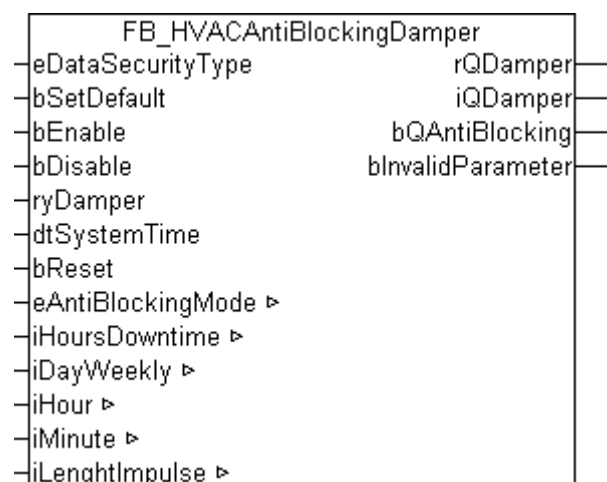 FB_HVACAntiBlockingDamper
eDataSecurityType rQDamper
bSetDefault iQDamper
bEnable bQAntiBlocking
bDisable bInvalidParameter
ryDamper
dtSystemTime
bReset
eAntiBlockingMode ▷
iHoursDowntime ▷
iDayWeekly ▷
iHour ▷
iMinute ▷
iLenghtImpulse ▷